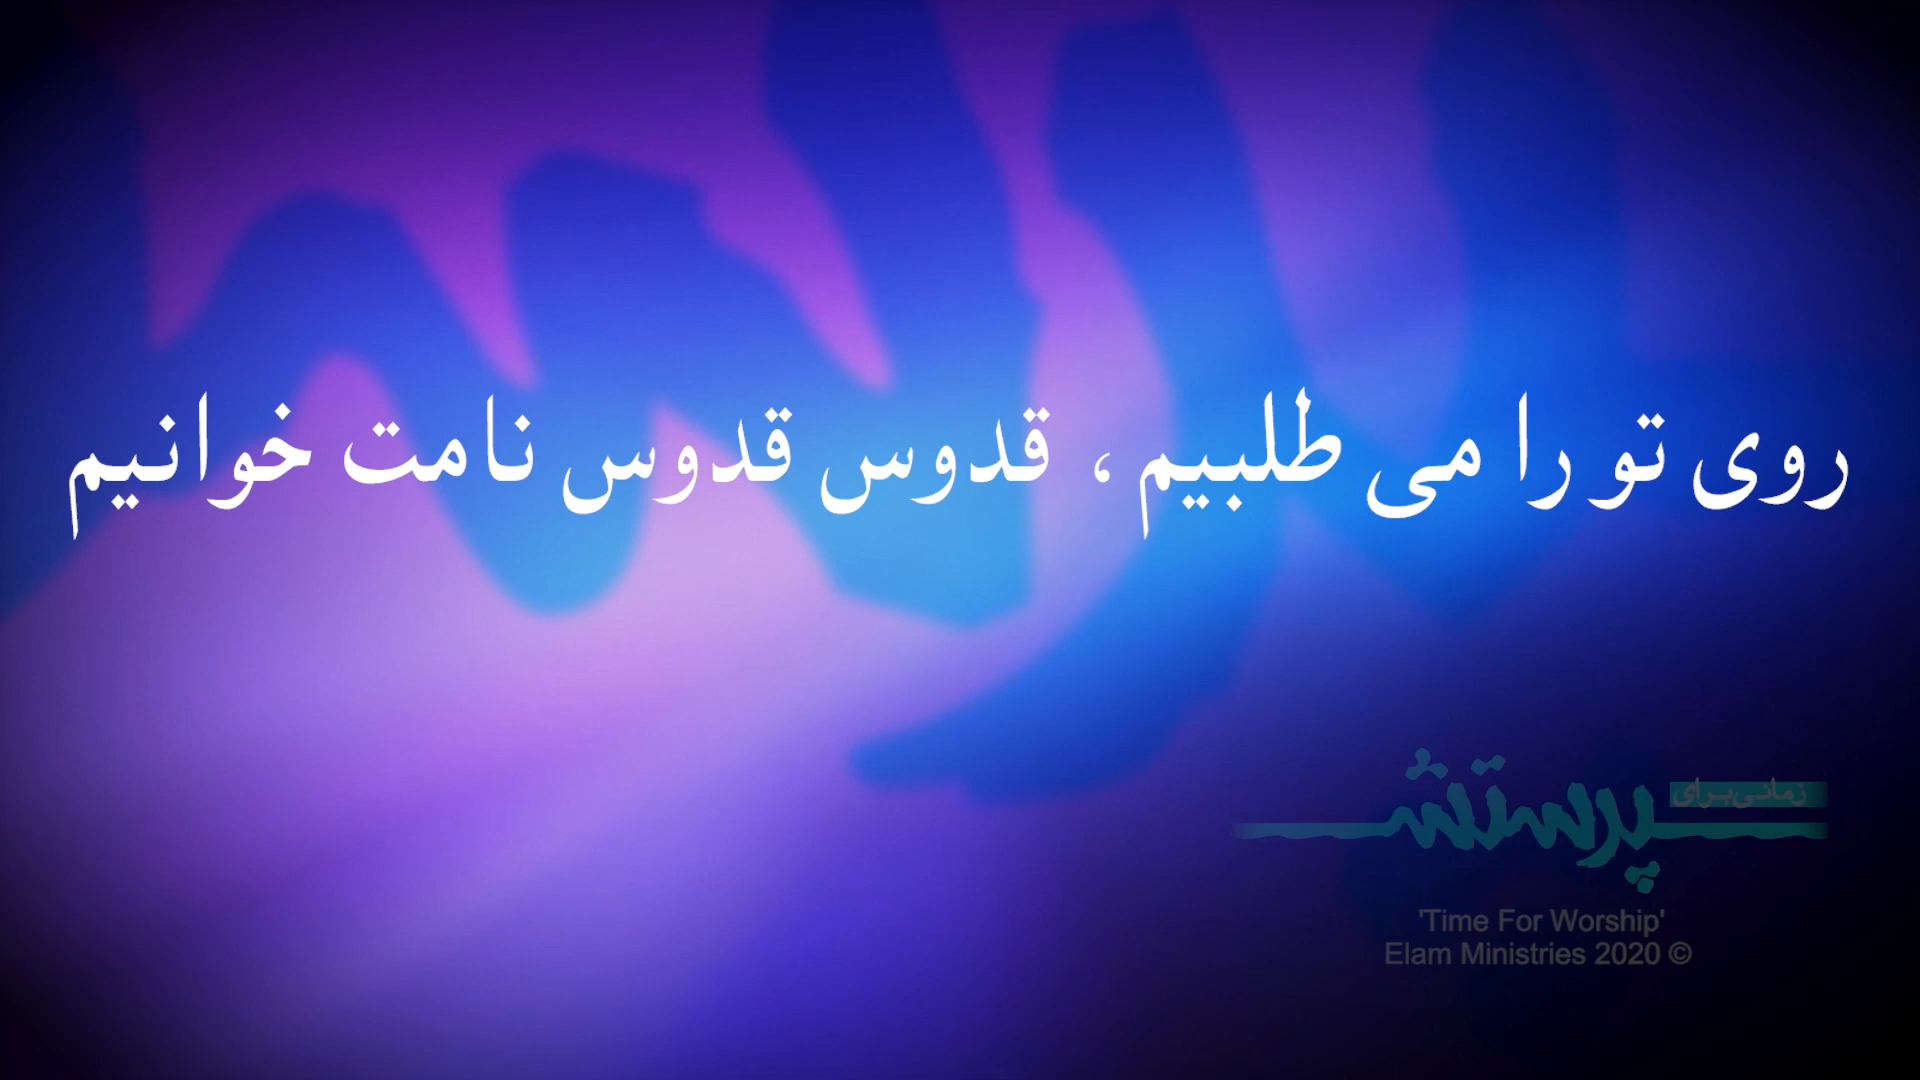 روی تو را می طلبیم ، قدوس قدوس نامت خوانیم
زمانی برای
پرستش
'Time For Worship'
Elam Ministries 2020 ©